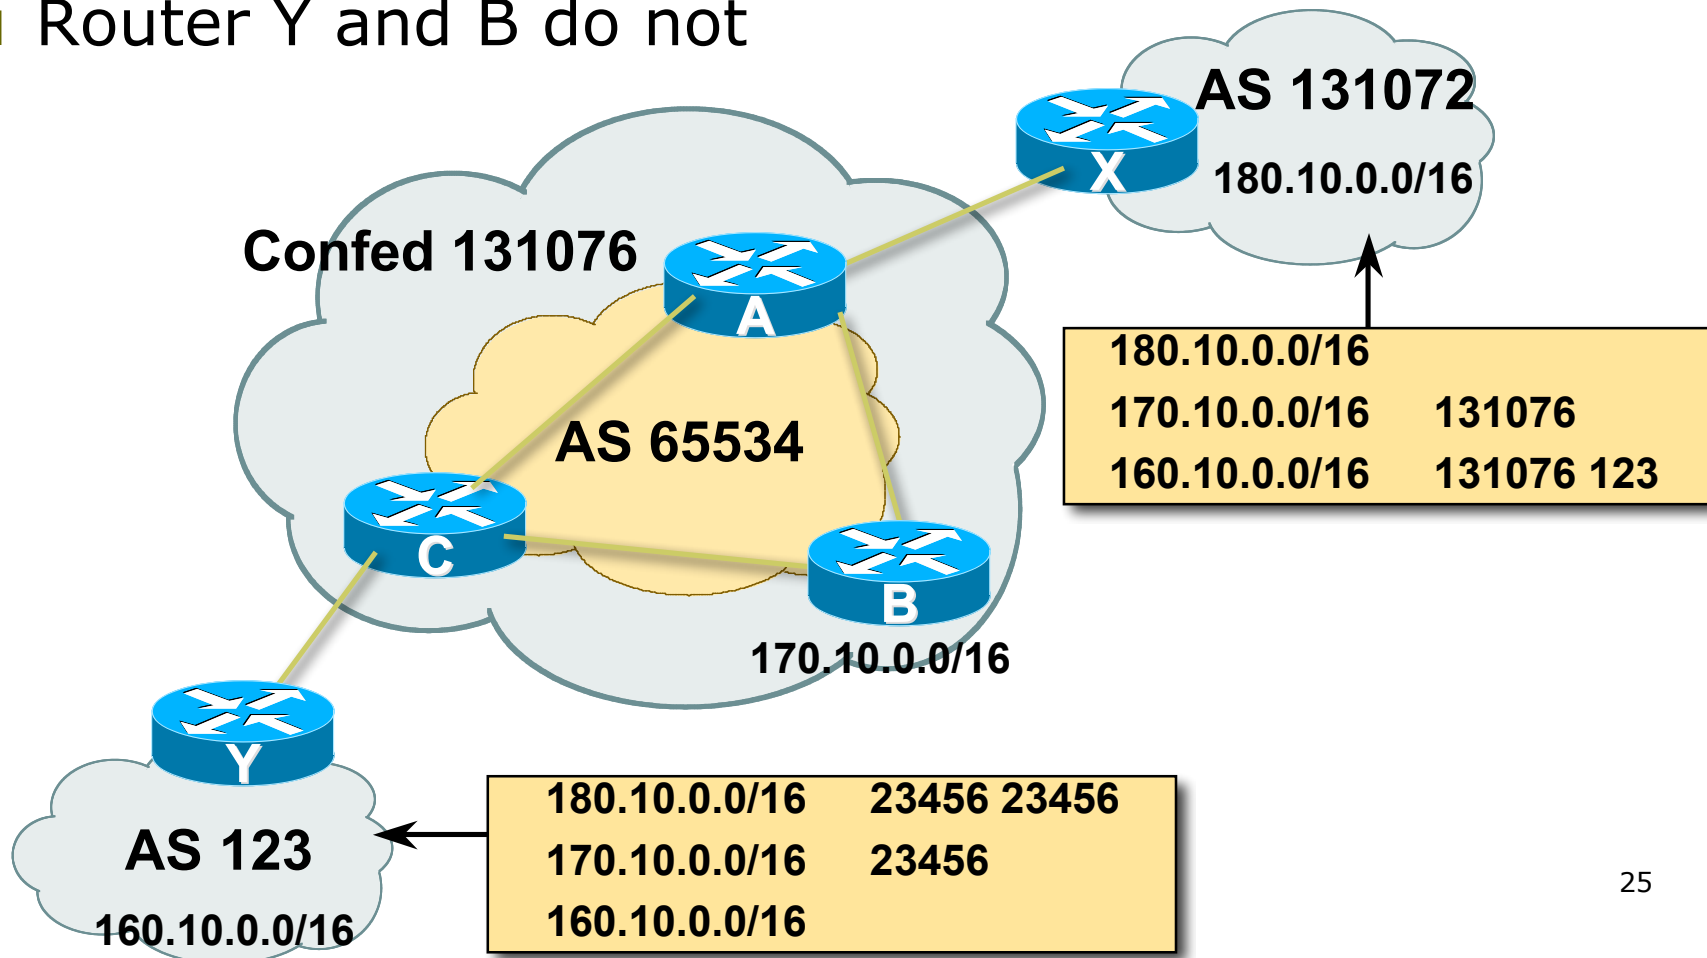 Router Y and B do not
AS 131072
X
180.10.0.0/16
Confed 131076
A
180.10.0.0/16
170.10.0.0/16 131076
160.10.0.0/16 131076 123
AS 65534
C
B
170.10.0.0/16
Y
180.10.0.0/16 23456 23456
170.10.0.0/16 23456
160.10.0.0/16
AS 123
160.10.0.0/16
25